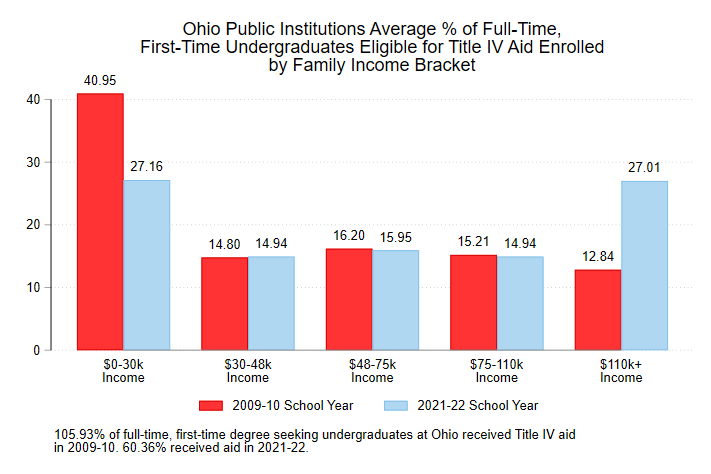 Ohio Public Institutions Average % of Full-Time,
First-Time Undergraduates Eligible for Title IV Aid Enrolled
by Family Income Bracket
40.95
40
27.16
27.01
30
20
14.80 14.94
16.20 15.95
15.21 14.94
12.84
10
0
$0-30k Income
$30-48k Income
$48-75k Income
$75-110k Income
$110k+ Income
2009-10 School Year
2021-22 School Year
105.93% of full-time, first-time degree seeking undergraduates at Ohio received Title IV aid
in 2009-10. 60.36% received aid in 2021-22.